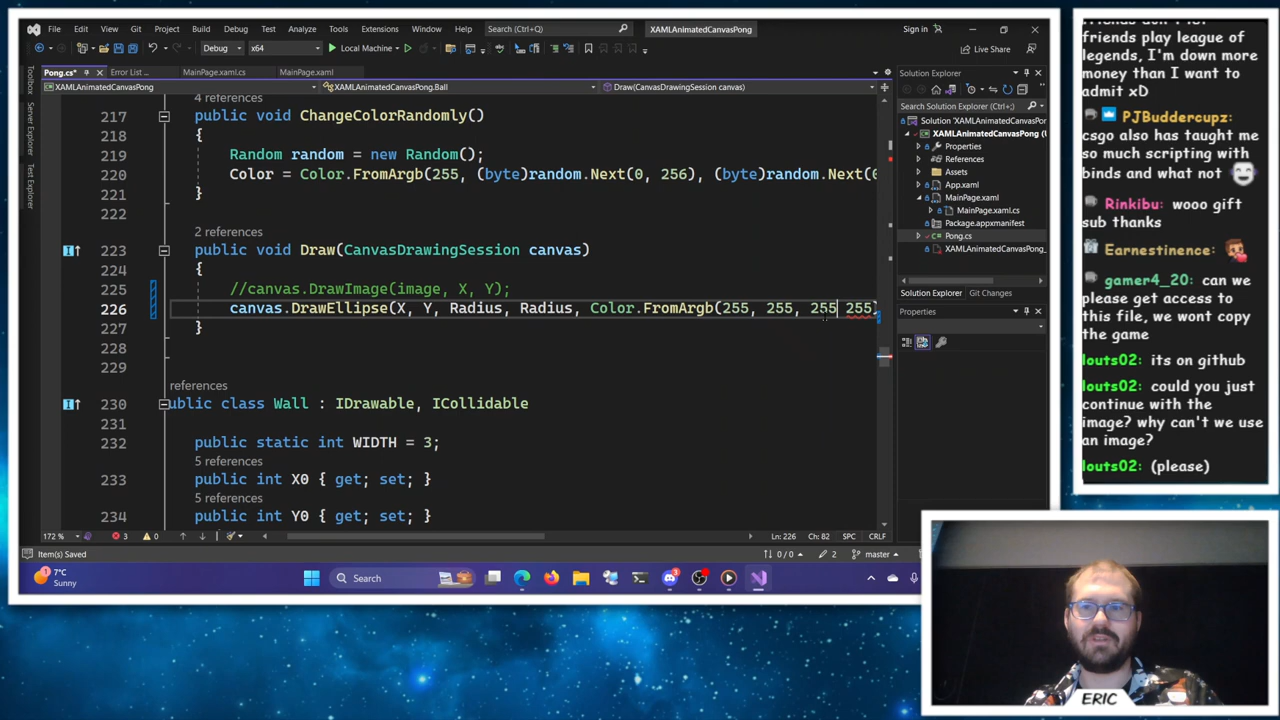 File Edit View Git Project Build Debug Test Analyze Tools Extensions Window Help Search (Ctrl+Q) XAMLAnimatedCanvasPong Sign in
Debug x64 Local Machine Live Share
Pong.cs* Error List ... MainPage.xaml.cs MainPage.xaml
XAMLAnimatedCanvasPong XAMLAnimatedCanvasPong.Ball Draw(CanvasDrawingSession canvas)
Toolbox
Server Explorer
Test Explorer
4 references
217 public void ChangeColorRandomly()
218 {
219 Random random = new Random();
220 Color = Color.FromArgb(255, (byte)random.Next(0, 256), (byte)random.Next(0
221 }
222
2 references
223 public void Draw(CanvasDrawingSession canvas)
224 {
225 //canvas.DrawImage(image, X, Y);
226 canvas.DrawEllipse(X, Y, Radius, Radius, Color.FromArgb(255, 255, 255 255)
227 }
228
229
references
230 ublic class Wall : IDrawable, ICollidable
231
232 public static int WIDTH = 3;
5 references
233 public int X0 { get; set; }
5 references
234 public int Y0 { get; set; }
172 % 3 0 Ln: 226 Ch: 82 SPC CRLF
Item(s) Saved 0 / 0 2 master
Solution Explorer
Search Solution Explorer (Ctrl+;)
Solution 'XAMLAnimatedCanvasPong'
XAMLAnimatedCanvasPong (U
Properties
References
Assets
App.xaml
MainPage.xaml
MainPage.xaml.cs
Package.appxmanifest
Pong.cs
XAMLAnimatedCanvasPong_
Solution Explorer Git Changes
Properties
7°C
Sunny
Search
3
friends don't for
friends play league of
legends, I'm down more
money than I want to
admit xD
PJBuddercupz: csgo also has taught me
so much scripting with
binds and what not
Rinkibu: wooo gift
sub thanks
Earnestinence:
gamer4_20: can we
please get access to
this, we wont copy
the game
louts02: its on github
louts02: could you just
continue with the
image? why can't we use
an image?
louts02: (please)
ERIC